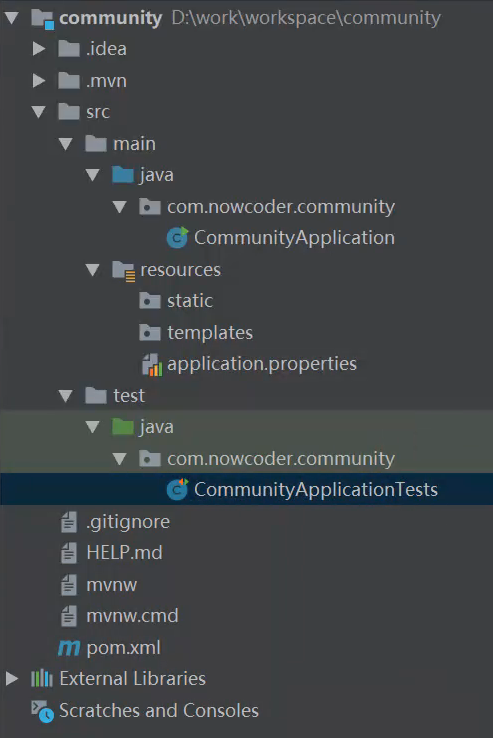 community D:\work\workspace\community
.idea
.mvn
src
main
java
com.nowcoder.community
CommunityApplication
resources
static
templates
application.properties
test
java
com.nowcoder.community
CommunityApplicationTests
.gitignore
HELP.md
mvnw
mvnw.cmd
pom.xml
External Libraries
Scratches and Consoles